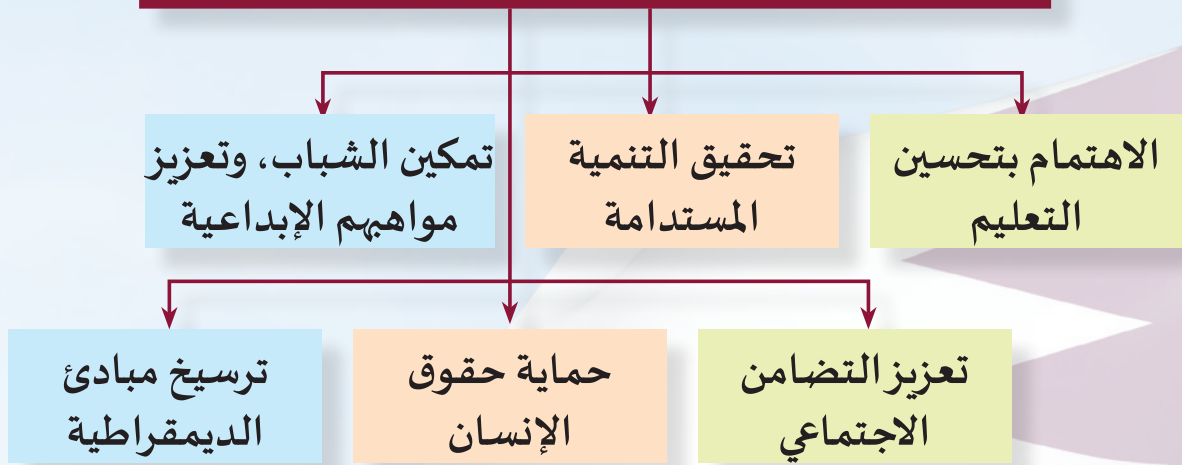 الاهتمام بتحسين
التعليم
تحقيق التنمية
المستدامة
تمكين الشباب، وتعزيز
مواهبهم الإبداعية
تعزيز التضامن
الاجتماعي
حماية حقوق
الإنسان
ترسيخ مبادئ
الديمقراطية